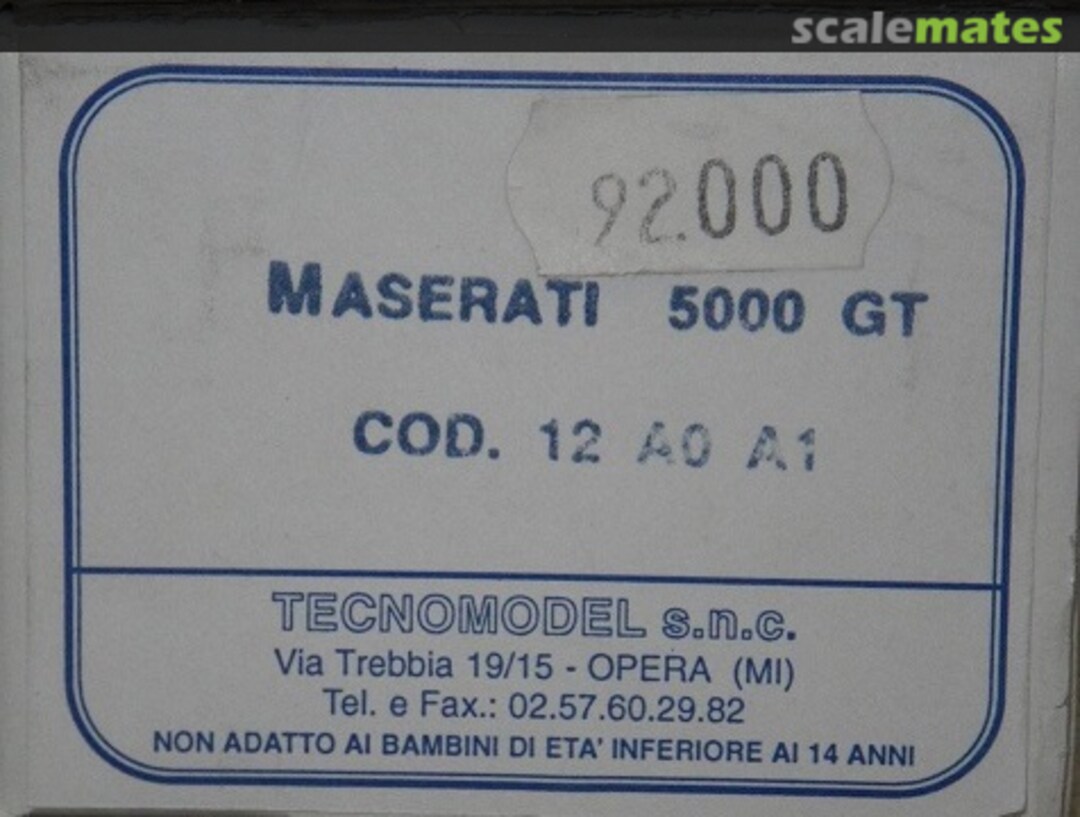 scalemates
92.000
MASERATI 5000 GT
COD. 12 A0 A1
TECNOMODEL s.n.c.
Via Trebbia 19/15 - OPERA (MI)
Tel. e Fax.: 02.57.60.29.82
NON ADATTO AI BAMBINI DI ETA' INFERIORE AI 14 ANNI